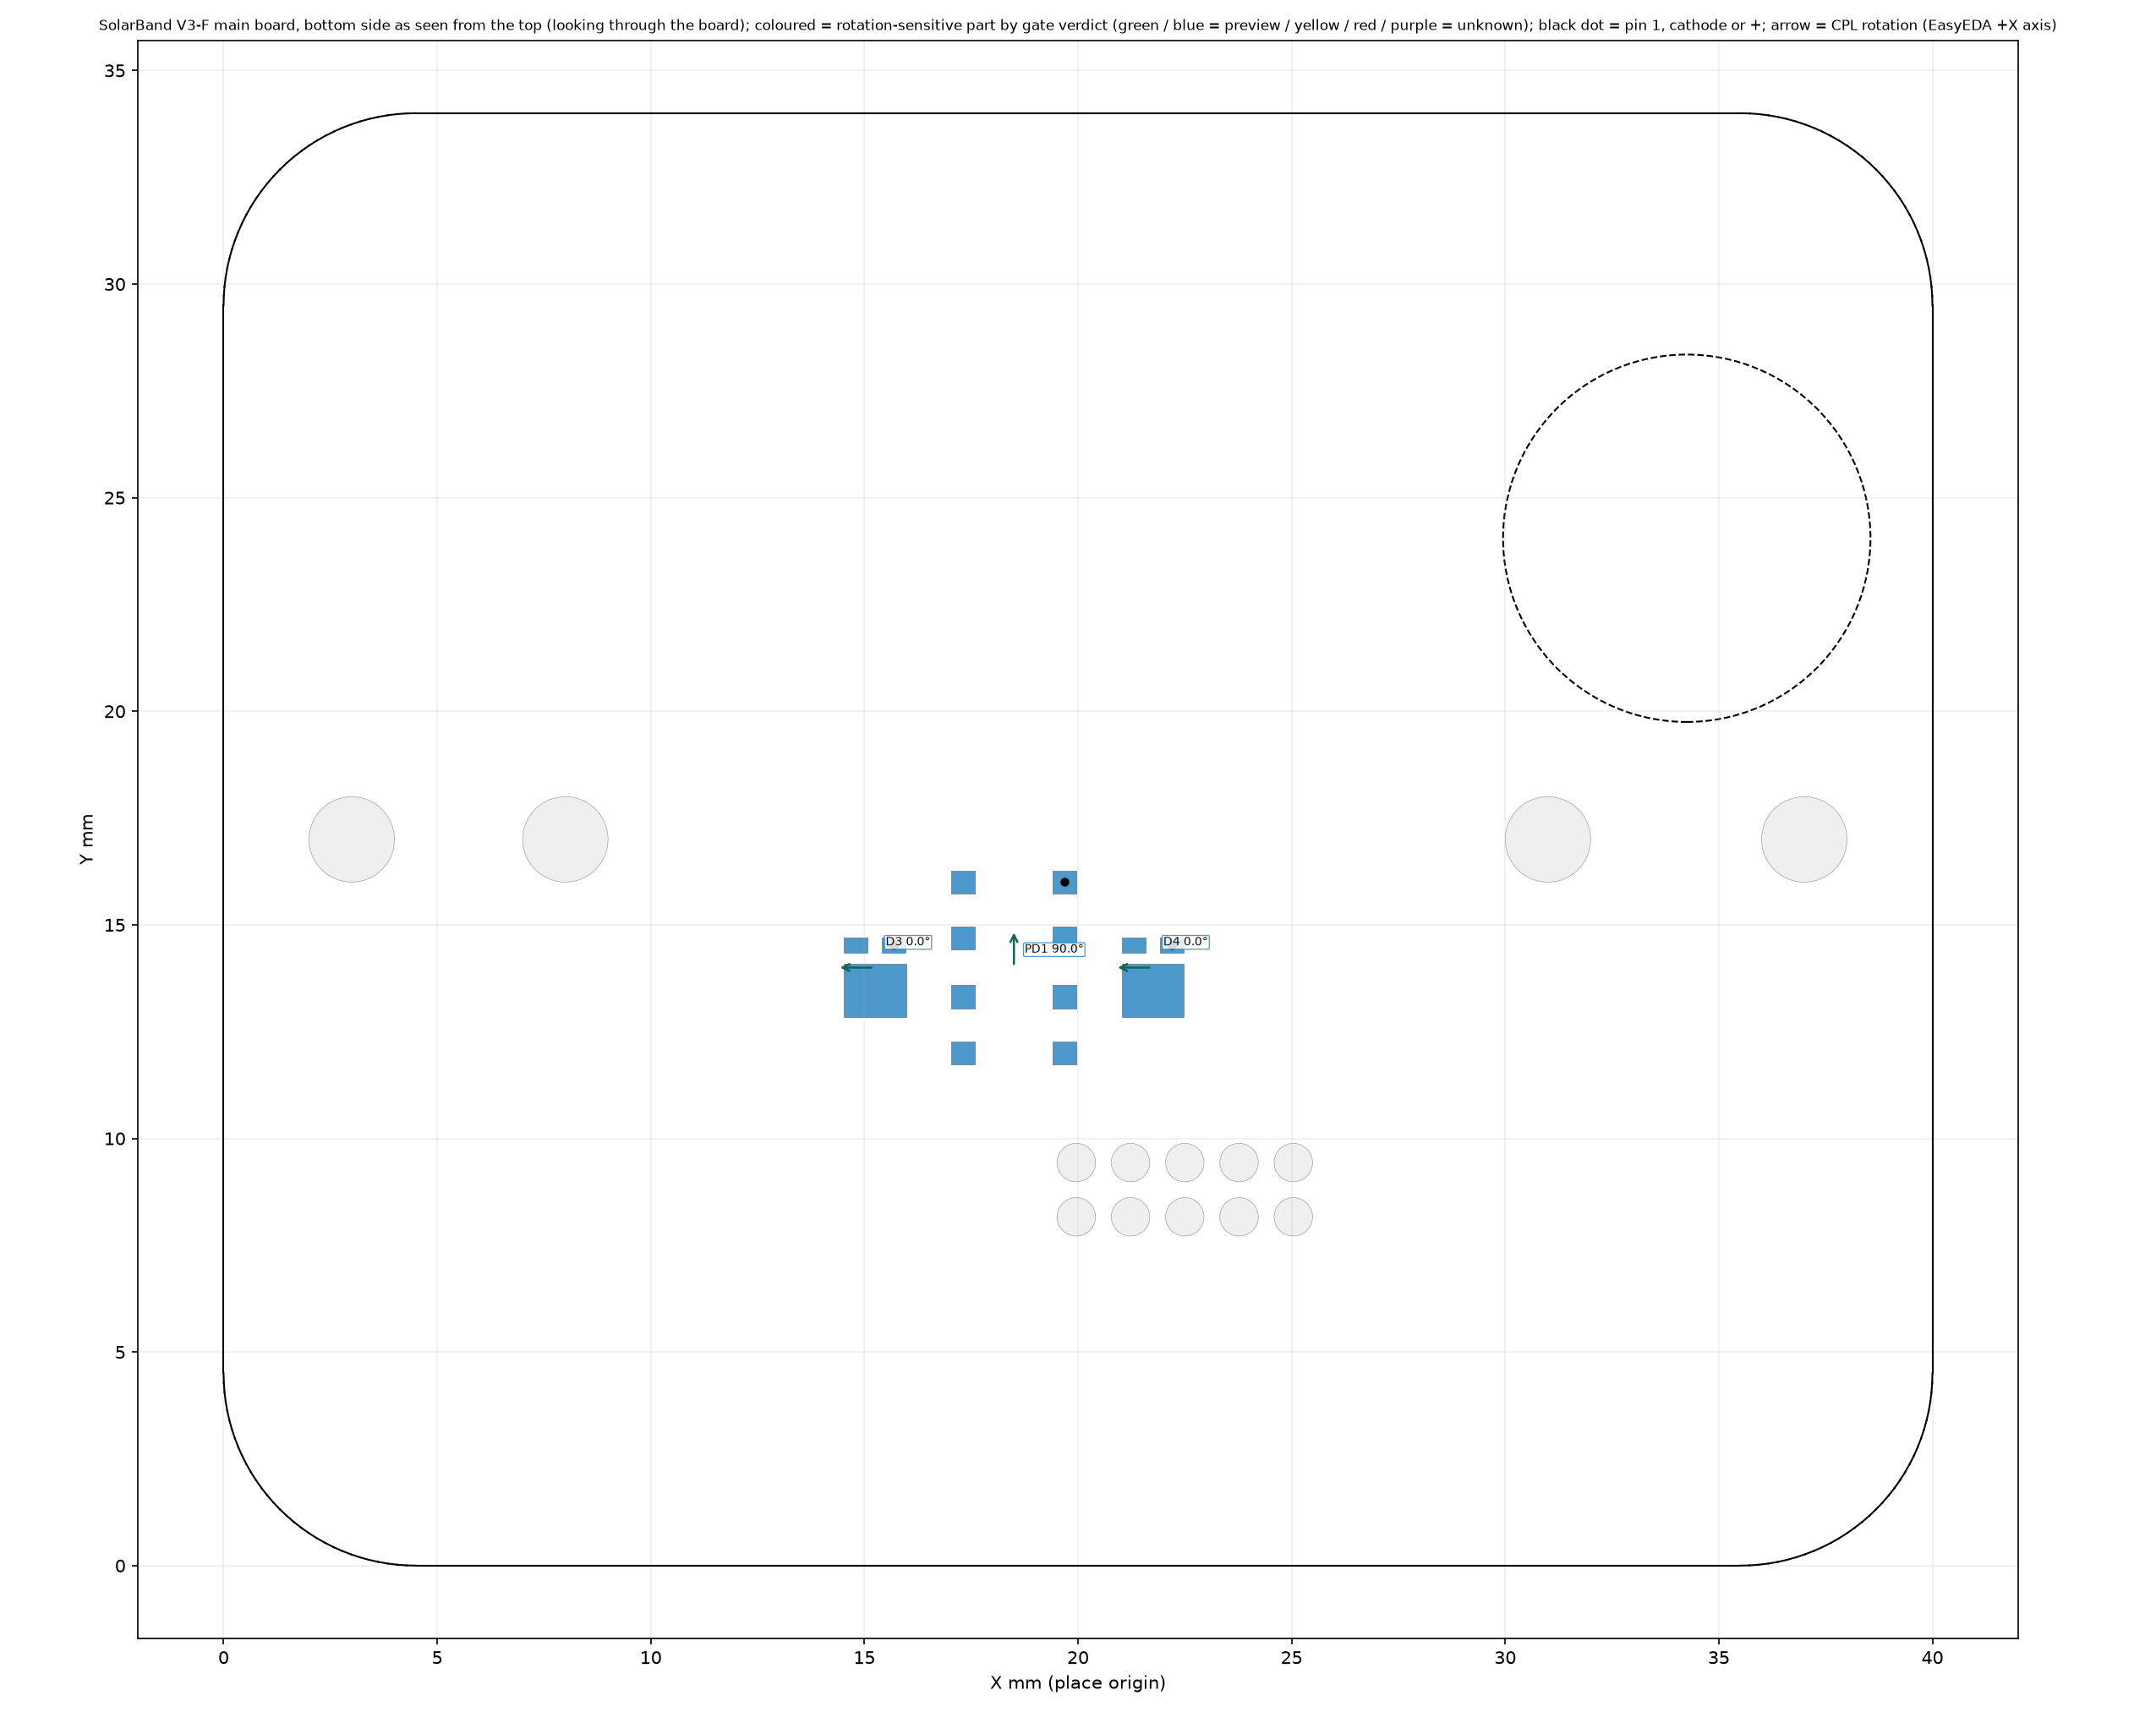 SolarBand V3-F main board, bottom side as seen from the top (looking through the board); coloured = rotation-sensitive part by gate verdict (green / blue = preview / yellow / red / purple = unknown); black dot = pin 1, cathode or +; arrow = CPL rotation (EasyEDA +X axis)
35
30
25
20
15
10
5
0
Y mm
D3 0.0°
PD1 90.0°
D4 0.0°
0 5 10 15 20 25 30 35 40
X mm (place origin)